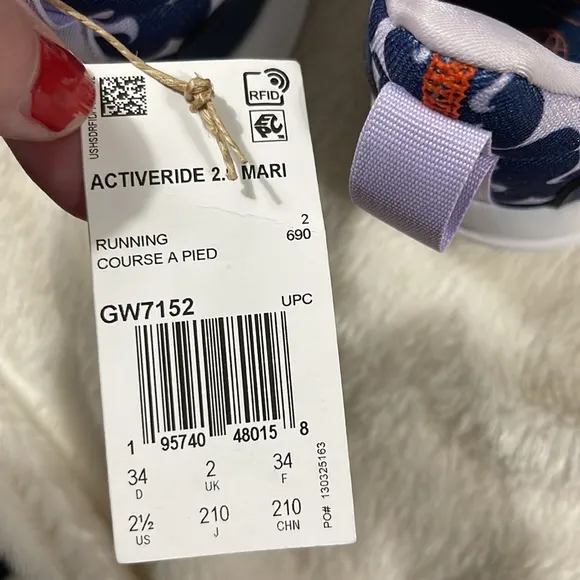 USHSDRFID
RFID
ACTIVERIDE 2. MARI
2
RUNNING 690
COURSE A PIED
GW7152 UPC
1 95740 48015 8
34 2 34
D UK F
2½ 210 210
US J CHN
PO# 130325163